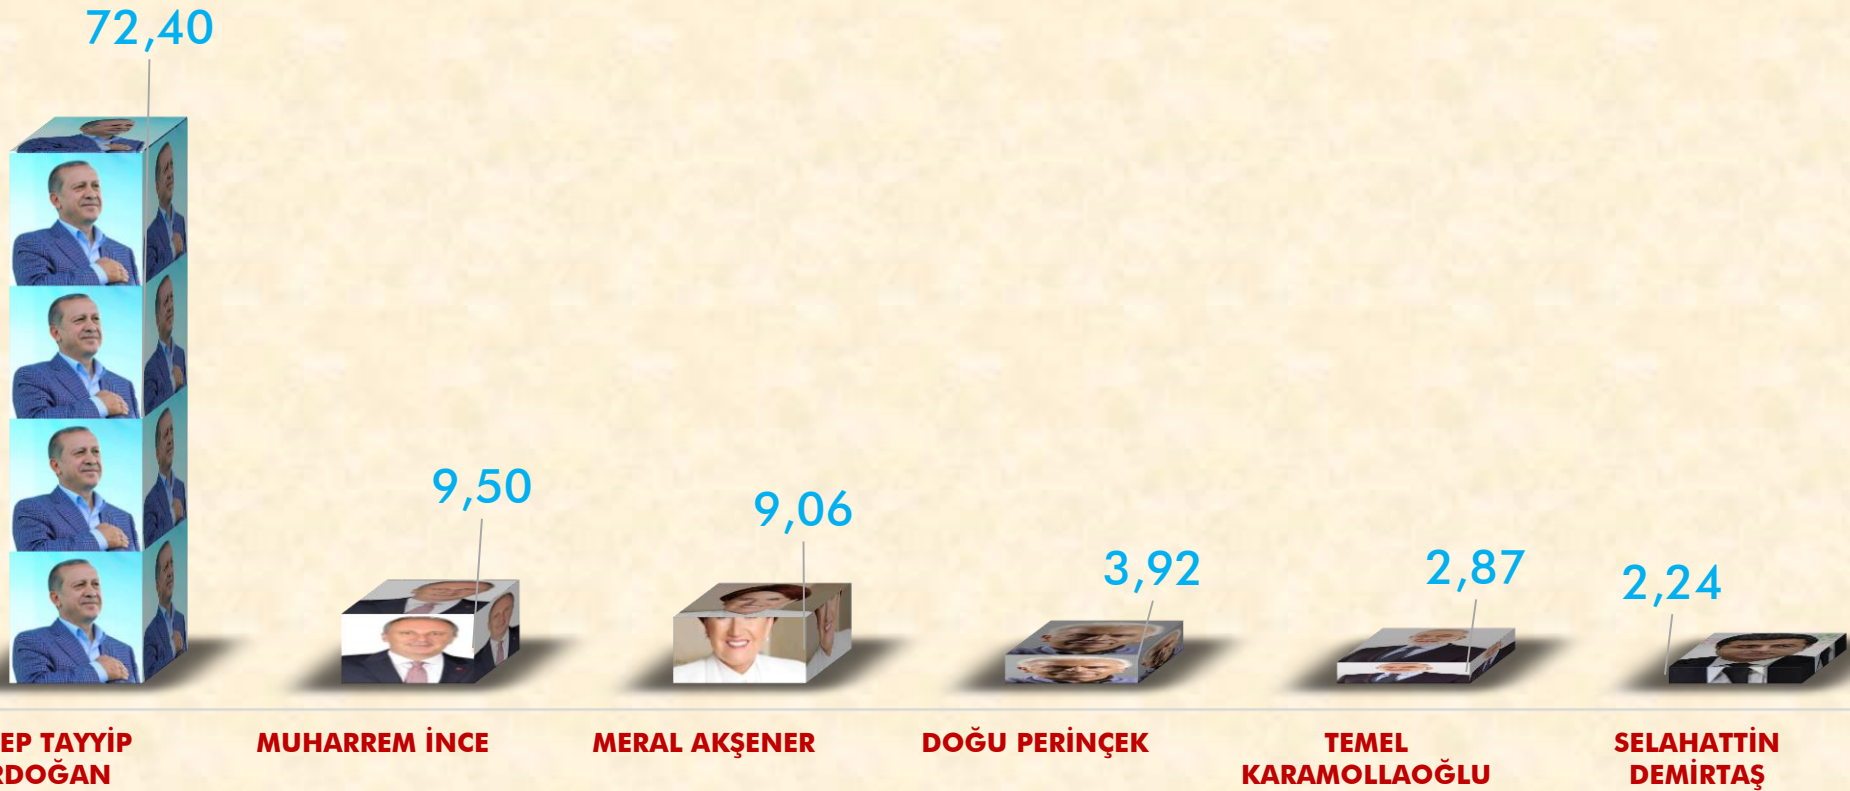 72,40
9,50
9,06
3,92
2,87
2,24
EP TAYYİP
RDOĞAN
MUHARREM İNCE
MERAL AKŞENER
DOĞU PERİNÇEK
TEMEL
KARAMOLLAOĞLU
SELAHATTİN
DEMİRTAŞ